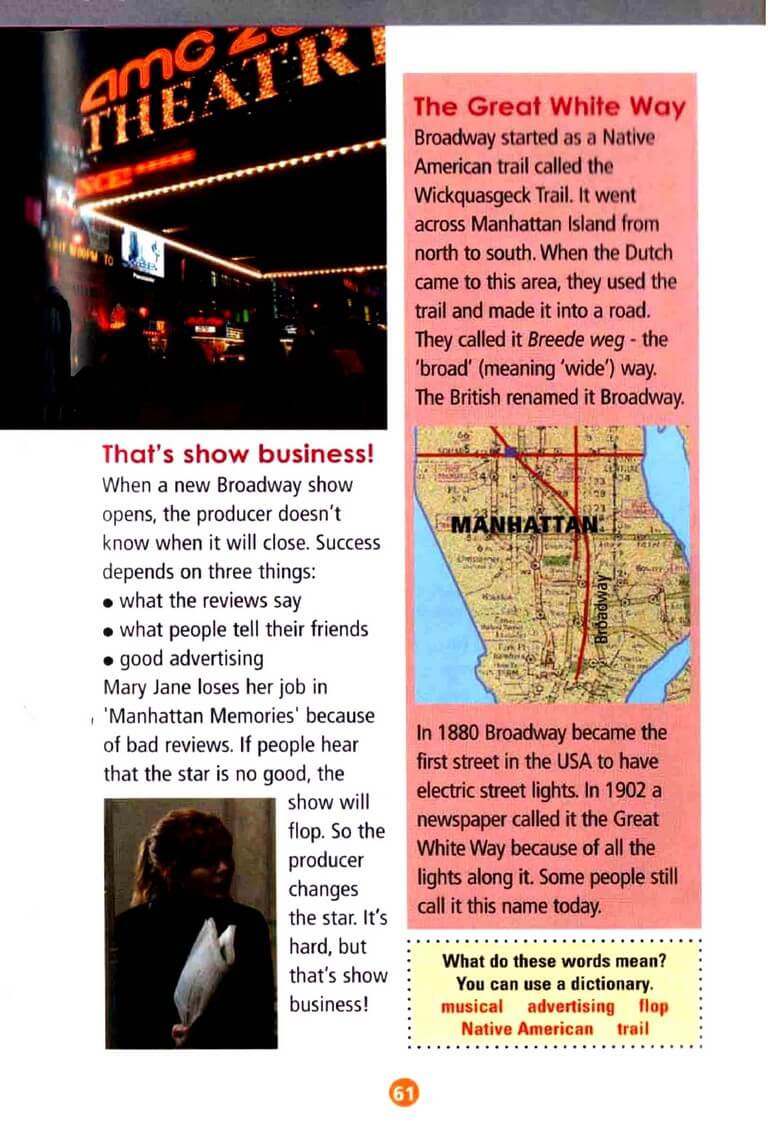 amc 2
THEATR
NCE!
That's show business!
When a new Broadway show
opens, the producer doesn't
know when it will close. Success
depends on three things:
• what the reviews say
• what people tell their friends
• good advertising
Mary Jane loses her job in
'Manhattan Memories' because
of bad reviews. If people hear
that the star is no good, the
show will
flop. So the
producer
changes
the star. It's
hard, but
that's show
business!
The Great White Way
Broadway started as a Native
American trail called the
Wickquasgeck Trail. It went
across Manhattan Island from
north to south. When the Dutch
came to this area, they used the
trail and made it into a road.
They called it Breede weg - the
'broad' (meaning 'wide') way.
The British renamed it Broadway.
MANHATTAN
Broadway
In 1880 Broadway became the
first street in the USA to have
electric street lights. In 1902 a
newspaper called it the Great
White Way because of all the
lights along it. Some people still
call it this name today.
What do these words mean?
You can use a dictionary.
musical advertising flop
Native American trail
61